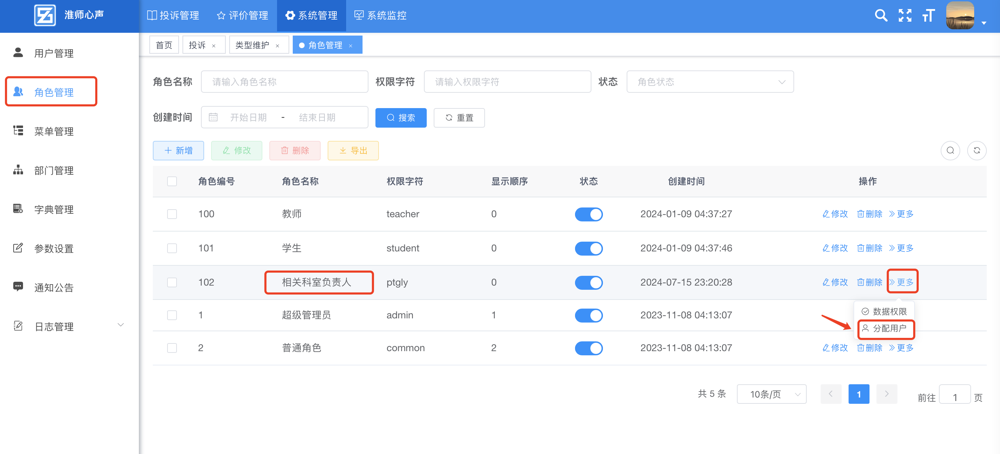 淮师心声
投诉管理 评价管理 系统管理 系统监控
首页 投诉 × 类型维护 × 角色管理 ×
用户管理
角色管理
菜单管理
部门管理
字典管理
参数设置
通知公告
日志管理
角色名称 请输入角色名称 权限字符 请输入权限字符 状态 角色状态
创建时间 开始日期 - 结束日期 搜索 重置
新增 修改 删除 导出
角色编号 角色名称 权限字符 显示顺序 状态 创建时间 操作
100 教师 teacher 0 2024-01-09 04:37:27 修改 删除 更多
101 学生 student 0 2024-01-09 04:37:46 修改 删除 更多
102 相关科室负责人 ptgly 0 2024-07-15 23:20:28 修改 删除 更多
1 超级管理员 admin 1 2023-11-08 04:13:07
数据权限
分配用户
2 普通角色 common 2 2023-11-08 04:13:07 修改 删除 更多
共 5 条 10条/页 1 前往 1 页